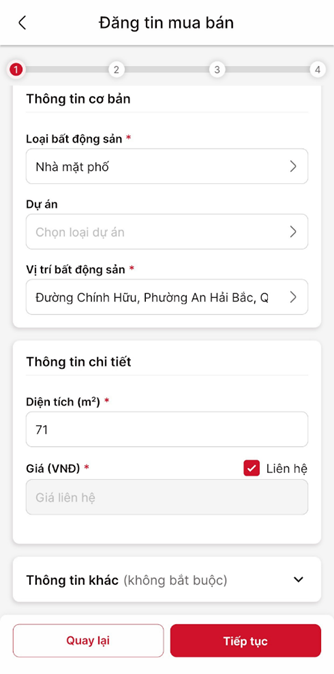 Đăng tin mua bán
1 2 3 4
Thông tin cơ bản
Loại bất động sản *
Nhà mặt phố
Dự án
Chọn loại dự án
Vị trí bất động sản *
Đường Chính Hữu, Phường An Hải Bắc, Q
Thông tin chi tiết
Diện tích (m²) *
71
Giá (VNĐ) * Liên hệ
Giá liên hệ
Thông tin khác (không bắt buộc)
Quay lại Tiếp tục